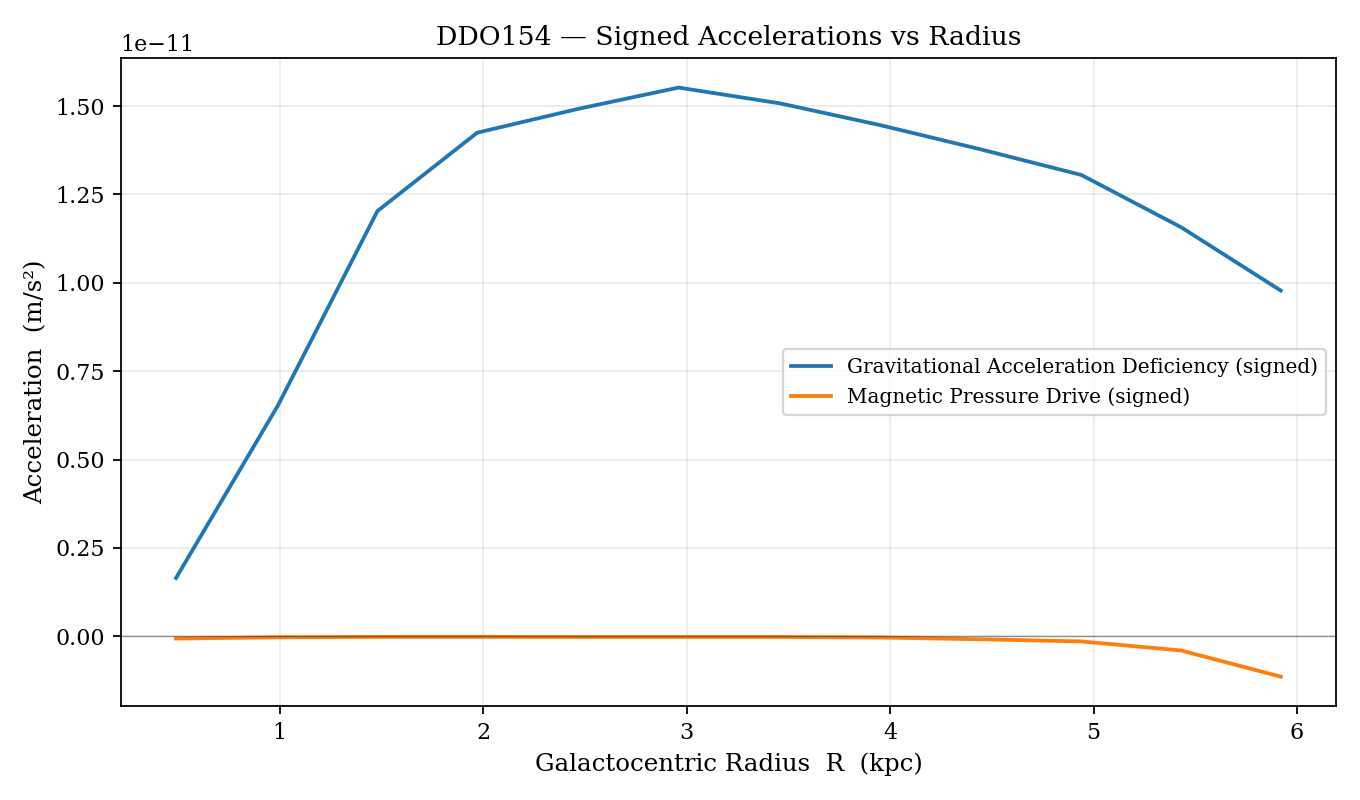 DDO154 — Signed Accelerations vs Radius
1e−11
1.50
1.25
1.00
0.75
0.50
0.25
0.00
Acceleration (m/s²)
Gravitational Acceleration Deficiency (signed)
Magnetic Pressure Drive (signed)
1 2 3 4 5 6
Galactocentric Radius R (kpc)